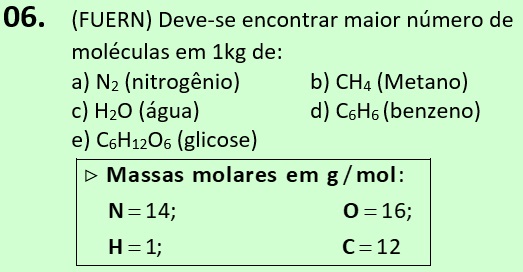 06. (FUERN) Deve-se encontrar maior número de
moléculas em 1kg de:
a) N₂ (nitrogênio) b) CH₄ (Metano)
c) H₂O (água) d) C₆H₆ (benzeno)
e) C₆H₁₂O₆ (glicose)
▷ Massas molares em g/mol:
N = 14; O = 16;
H = 1; C = 12